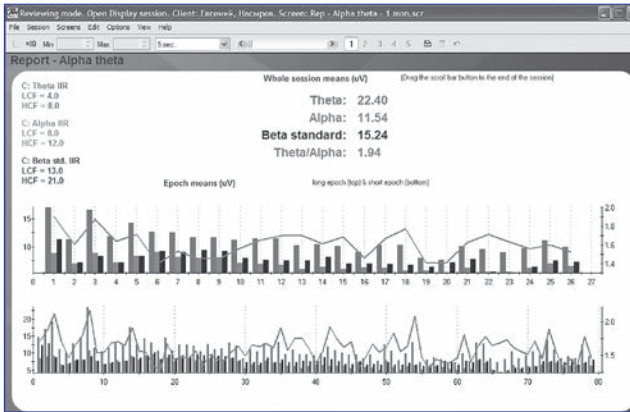 Reviewing mode. Open Display session. Client: Евгений, Насыров. Screen: Rep - Alpha theta - 1 mon.scr
File Session Screens Edit Options View Help
Min Max 5 sec. 1 2 3 4 5
Report - Alpha theta
C: Theta IIR
LCF = 4.0
HCF = 8.0
C: Alpha IIR
LCF = 8.0
HCF = 12.0
C: Beta std. IIR
LCF = 13.0
HCF = 21.0
Whole session means (uV) (Drag the scroll bar button to the end of the session)
Theta: 22.40
Alpha: 11.54
Beta standard: 15.24
Theta/Alpha: 1.94
Epoch means (uV) long epoch (top) & short epoch (bottom)
15
10
2.0
1.8
1.6
1.4
0 1 2 3 4 5 6 7 8 9 10 11 12 13 14 15 16 17 18 19 20 21 22 23 24 25 26 27
20
15
10
5
2.0
1.5
0 10 20 30 40 50 60 70 80